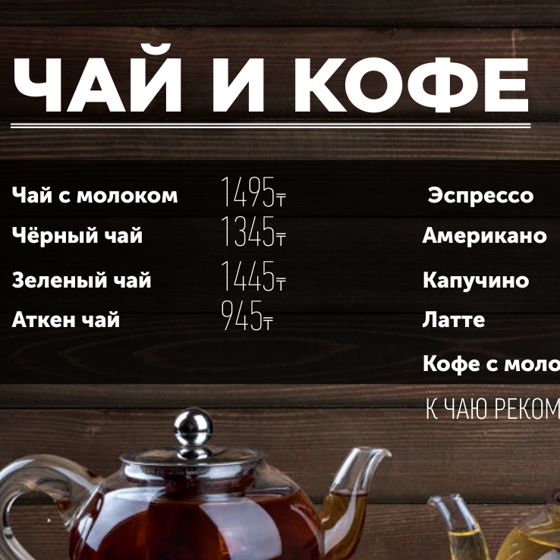 ЧАЙ И КОФЕ
Чай с молоком 1495₸
Чёрный чай 1345₸
Зеленый чай 1445₸
Аткен чай 945₸
Эспрессо
Американо
Капучино
Латте
Кофе с моло
К ЧАЮ РЕКОМ